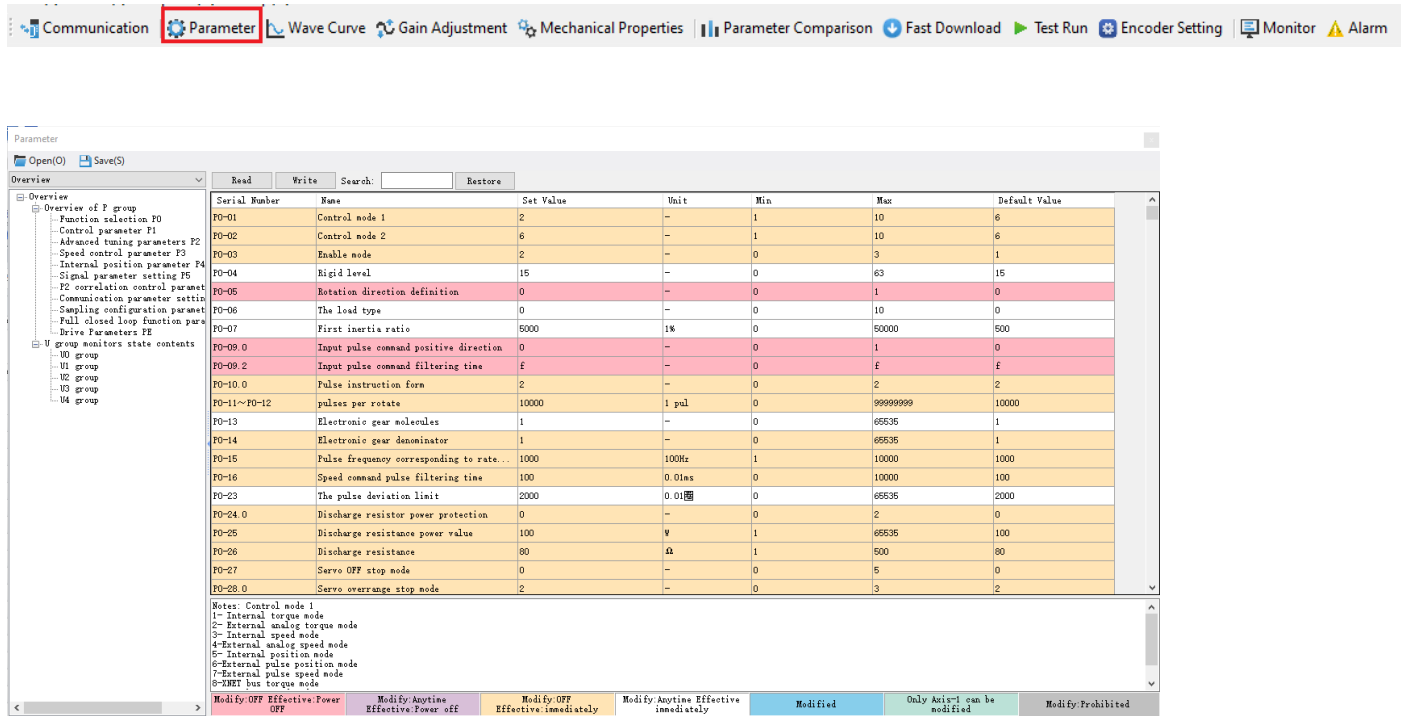 Communication Parameter Wave Curve Gain Adjustment Mechanical Properties Parameter Comparison Fast Download Test Run Encoder Setting Monitor Alarm
Parameter
Open(O) Save(S)
Overview Read Write Search: Restore
Overview
Overview of P group
Function selection P0
Control parameter P1
Advanced tuning parameters P2
Speed control parameter P3
Internal position parameter P4
Signal parameter setting P5
P2 correlation control paramet
Communication parameter settin
Sampling configuration paramet
Full closed loop function para
Drive Parameters PE
U group monitors state contents
U0 group
U1 group
U2 group
U3 group
U4 group
Serial Number Name Set Value Unit Min Max Default Value
P0-01 Control mode 1 2 - 1 10 6
P0-02 Control mode 2 6 - 1 10 6
P0-03 Enable mode 2 - 0 3 1
P0-04 Rigid level 15 - 0 63 15
P0-05 Rotation direction definition 0 - 0 1 0
P0-06 The load type 0 - 0 10 0
P0-07 First inertia ratio 5000 1% 0 50000 500
P0-09.0 Input pulse command positive direction 0 - 0 1 0
P0-09.2 Input pulse command filtering time f - 0 f f
P0-10.0 Pulse instruction form 2 - 0 2 2
P0-11~P0-12 pulses per rotate 10000 1 pul 0 99999999 10000
P0-13 Electronic gear molecules 1 - 0 65535 1
P0-14 Electronic gear denominator 1 - 0 65535 1
P0-15 Pulse frequency corresponding to rate... 1000 100Hz 1 10000 1000
P0-16 Speed command pulse filtering time 100 0.01ms 0 10000 100
P0-23 The pulse deviation limit 2000 0.01圈 0 65535 2000
P0-24.0 Discharge resistor power protection 0 - 0 2 0
P0-25 Discharge resistance power value 100 W 1 65535 100
P0-26 Discharge resistance 80 Ω 1 500 80
P0-27 Servo OFF stop mode 0 - 0 5 0
P0-28.0 Servo overrange stop mode 2 - 0 3 2
Notes: Control mode 1
1- Internal torque mode
2- External analog torque mode
3- Internal speed mode
4-External analog speed mode
5- Internal position mode
6-External pulse position mode
7-External pulse speed mode
8-XNET bus torque mode
Modify:OFF Effective:Power OFF
Modify:Anytime Effective:Power off
Modify:OFF Effective:immediately
Modify:Anytime Effective immediately
Modified
Only Axis-1 can be modified
Modify:Prohibited